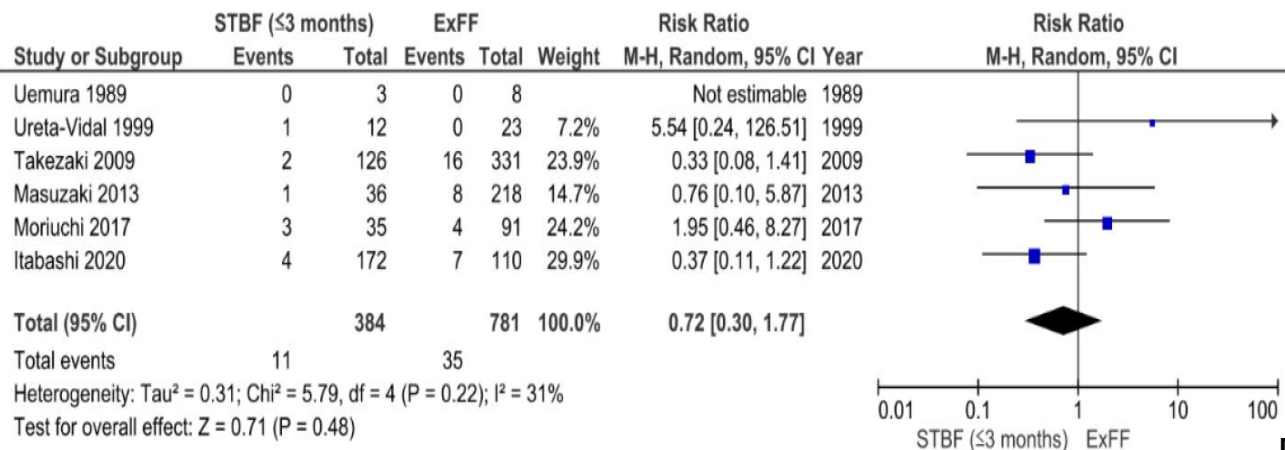 STBF (≤3 months) ExFF Risk Ratio Risk Ratio
Study or Subgroup Events Total Events Total Weight M-H, Random, 95% CI Year M-H, Random, 95% CI
Uemura 1989 0 3 0 8 Not estimable 1989
Ureta-Vidal 1999 1 12 0 23 7.2% 5.54 [0.24, 126.51] 1999
Takezaki 2009 2 126 16 331 23.9% 0.33 [0.08, 1.41] 2009
Masuzaki 2013 1 36 8 218 14.7% 0.76 [0.10, 5.87] 2013
Moriuchi 2017 3 35 4 91 24.2% 1.95 [0.46, 8.27] 2017
Itabashi 2020 4 172 7 110 29.9% 0.37 [0.11, 1.22] 2020
Total (95% CI) 384 781 100.0% 0.72 [0.30, 1.77]
Total events 11 35
Heterogeneity: Tau² = 0.31; Chi² = 5.79, df = 4 (P = 0.22); I² = 31%
Test for overall effect: Z = 0.71 (P = 0.48)
0.01 0.1 1 10 100
STBF (≤3 months) ExFF